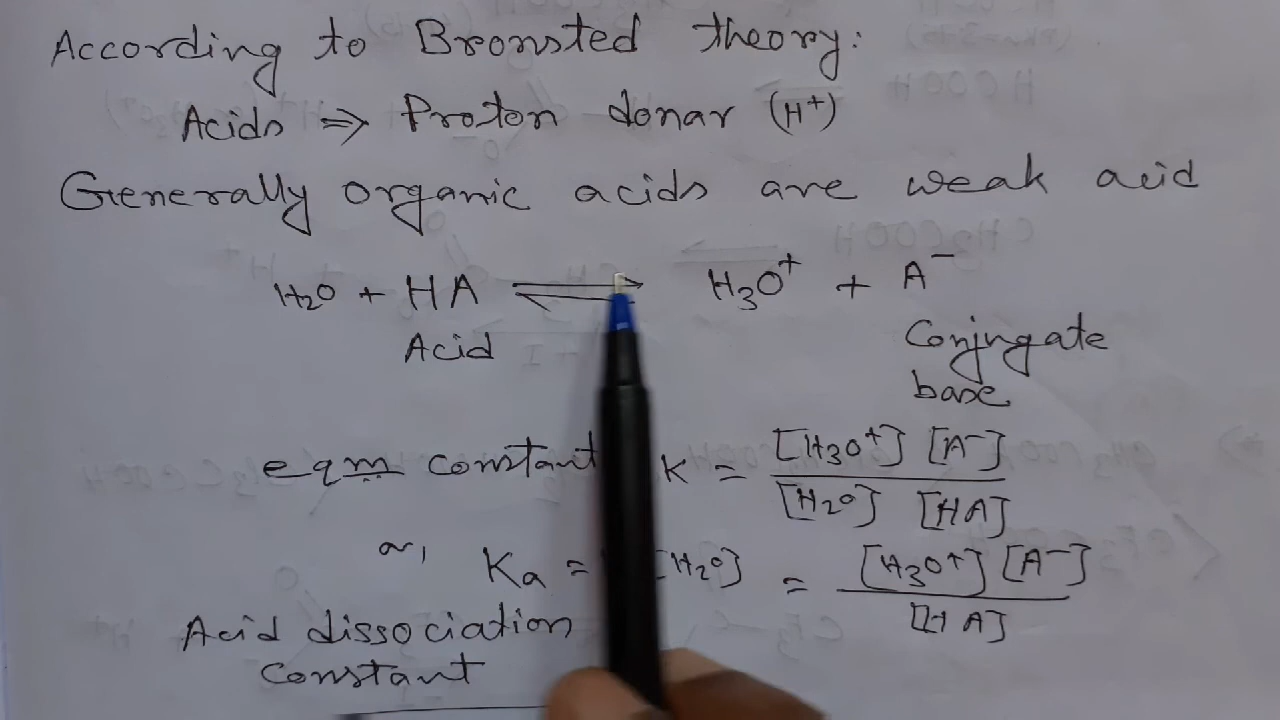 According to Bronsted theory:
Acids ⇒ Proton donar (H⁺)
Generally organic acids are weak acid
H₂O + HA ⇌ H₃O⁺ + A⁻
Acid Conjugate
base
eqm constant K = [H₃O⁺] [A⁻] / [H₂O] [HA]
or, Ka = [H₂O] = [H₃O⁺] [A⁻] / [HA]
Acid dissociation
constant